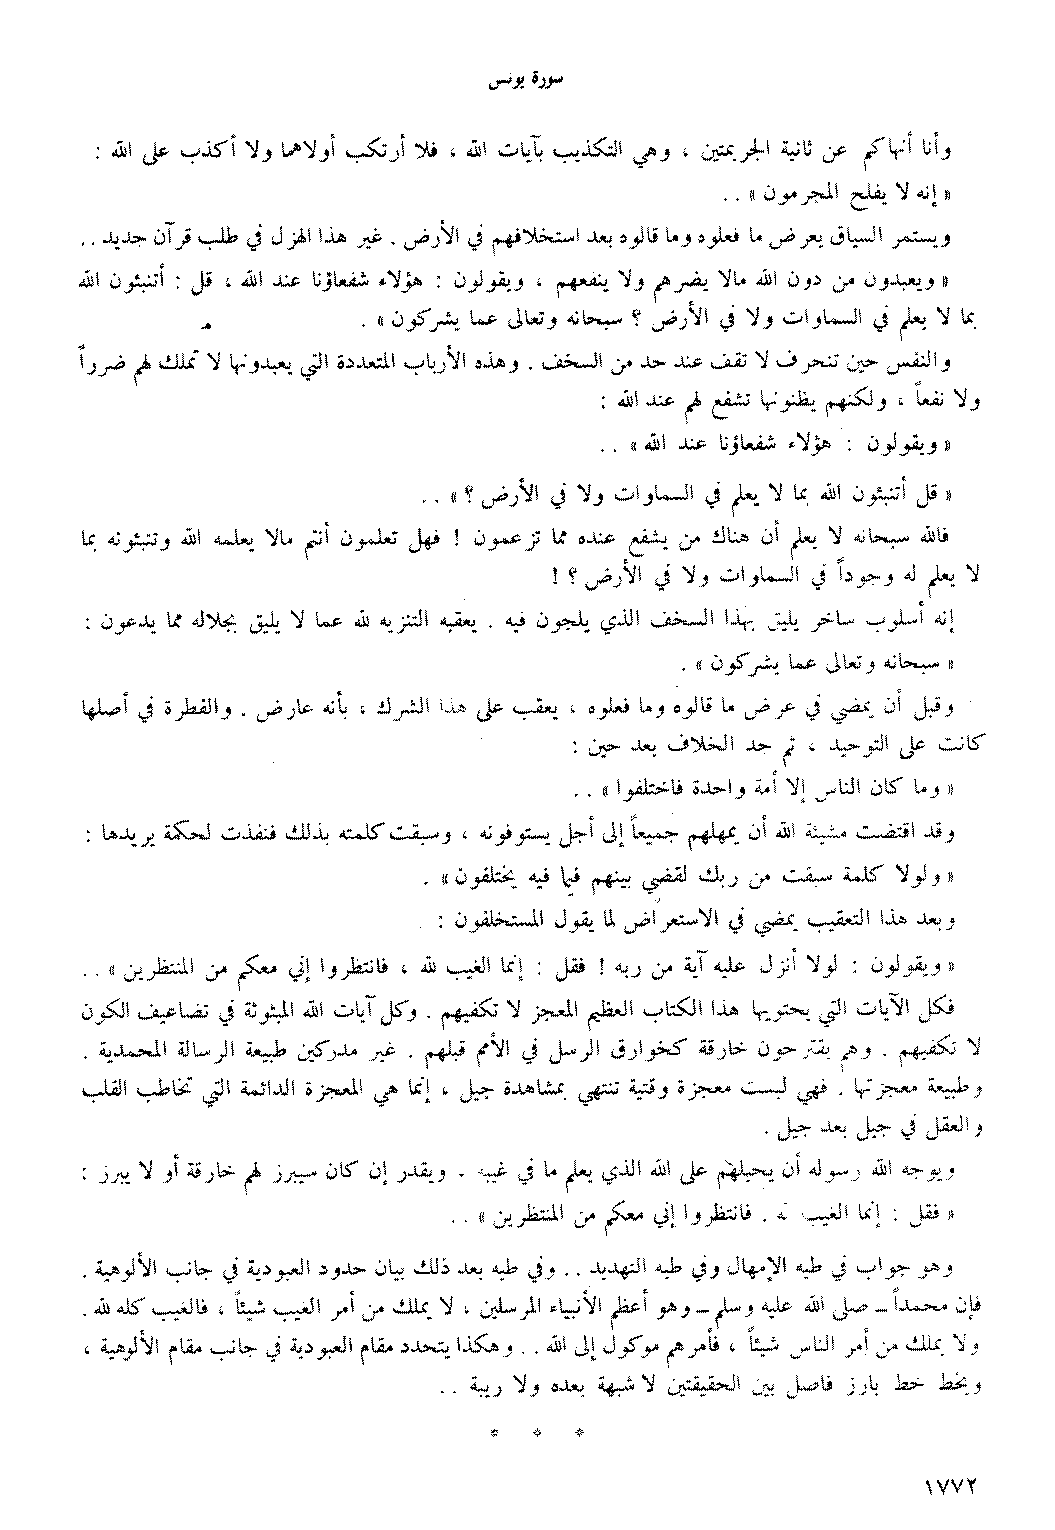 سورة يونس
وأنا أنهاكم عن ثانية الجريمتين ، وهي التكذيب بآيات الله ، فلا أرتكب أولاهما ولا أكذب على الله :
« إنه لا يفلح المجرمون » . .
ويستمر السياق يعرض ما فعلوه وما قالوه بعد استخلافهم في الأرض . غير هذا الهزل في طلب قرآن جديد . .
« ويعبدون من دون الله مالا يضرهم ولا ينفعهم ، ويقولون : هؤلاء شفعاؤنا عند الله ، قل : أتنبئون الله
بما لا يعلم في السماوات ولا في الأرض ؟ سبحانه وتعالى عما يشركون » .
والنفس حين تنحرف لا تقف عند حد من السخف . وهذه الأرباب المتعددة التي يعبدونها لا تملك لهم ضرراً
ولا نفعاً ، ولكنهم يظنونها تشفع لهم عند الله :
« ويقولون : هؤلاء شفعاؤنا عند الله » . .
« قل أتنبئون الله بما لا يعلم في السماوات ولا في الأرض ؟ » . .
فالله سبحانه لا يعلم أن هناك من يشفع عنده مما تزعمون ! فهل تعلمون أنتم مالا يعلمه الله وتنبئونه بما
لا يعلم له وجوداً في السماوات ولا في الأرض ؟ !
إنه أسلوب ساخر يليق بهذا السخف الذي يلجون فيه . يعقبه التنزيه لله عما لا يليق بجلاله مما يدعون :
« سبحانه وتعالى عما يشركون » .
وقبل أن يمضي في عرض ما قالوه وما فعلوه ، يعقب على هذا الشرك ، بأنه عارض . والفطرة في أصلها
كانت على التوحيد ، ثم جد الخلاف بعد حين :
« وما كان الناس إلا أمة واحدة فاختلفوا » . .
وقد اقتضت مشيئة الله أن يمهلهم جميعاً إلى أجل يستوفونه ، وسبقت كلمته بذلك فنفذت لحكمة يريدها :
« ولولا كلمة سبقت من ربك لقضي بينهم فيما فيه يختلفون » .
وبعد هذا التعقيب يمضي في الاستعراض لما يقول المستخلفون :
« ويقولون : لولا أنزل عليه آية من ربه ! فقل : إنما الغيب لله ، فانتظروا إني معكم من المنتظرين » . .
فكل الآيات التي يحتويها هذا الكتاب العظيم المعجز لا تكفيهم . وكل آيات الله المبثوثة في تضاعيف الكون
لا تكفيهم . وهم يقترحون خارقة كخوارق الرسل في الأمم قبلهم . غير مدركين طبيعة الرسالة المحمدية .
وطبيعة معجزتها . فهي ليست معجزة وقتية تنتهي بمشاهدة جيل ، إنما هي المعجزة الدائمة التي تخاطب القلب
والعقل في جيل بعد جيل .
ويوجه الله رسوله أن يحيلهم على الله الذي يعلم ما في غيبه . ويقدر إن كان سيبرز لهم خارقة أو لا يبرز :
« فقل : إنما الغيب لله . فانتظروا إني معكم من المنتظرين » . .
وهو جواب في طيه الإمهال وفي طيه التهديد . . وفي طيه بعد ذلك بيان حدود العبودية في جانب الألوهية .
فإن محمداً – صلى الله عليه وسلم – وهو أعظم الأنبياء المرسلين ، لا يملك من أمر الغيب شيئاً ، فالغيب كله لله .
ولا يملك من أمر الناس شيئاً ، فأمرهم موكول إلى الله . . وهكذا يتحدد مقام العبودية في جانب مقام الألوهية ،
ويخط خط بارز فاصل بين الحقيقتين لا شبهة بعده ولا ريبة . .
* * *
١٧٧٢